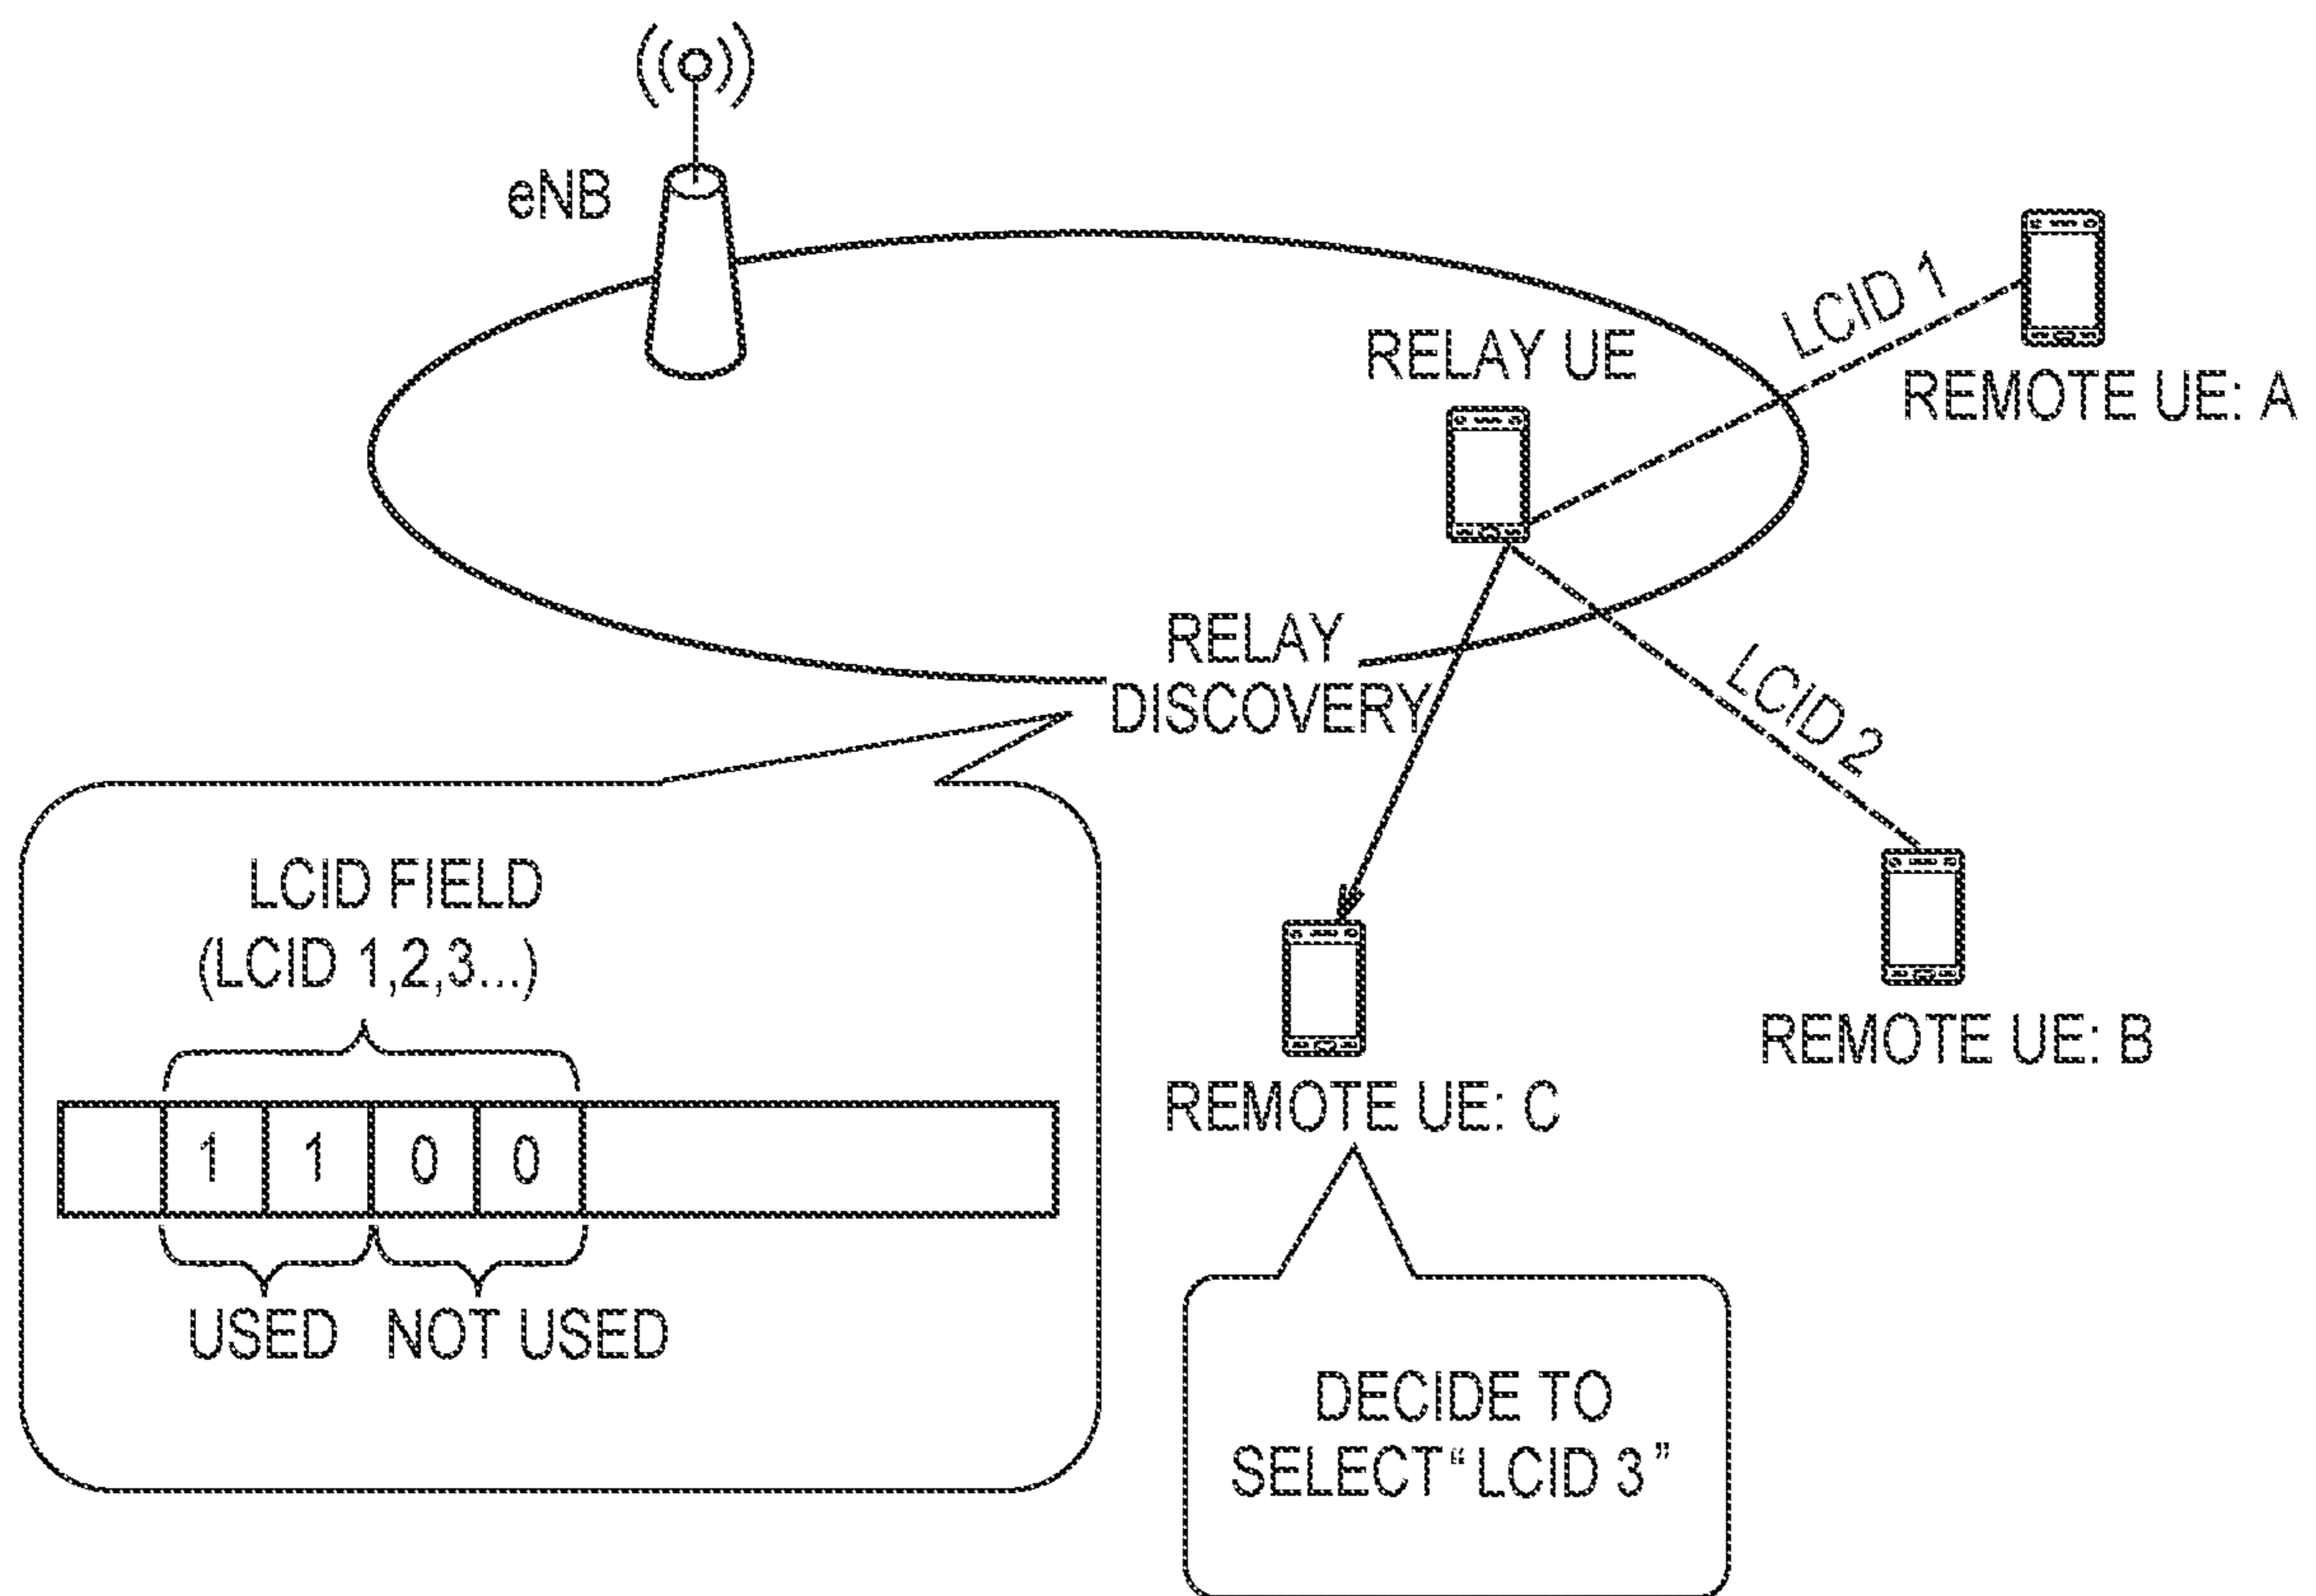 eNB
RELAY UE
LCID 1
REMOTE UE: A
RELAY
DISCOVERY
LCID 2
REMOTE UE: B
REMOTE UE: C
LCID FIELD
(LCID 1,2,3...)
1 1 0 0
USED NOT USED
DECIDE TO
SELECT “LCID 3”